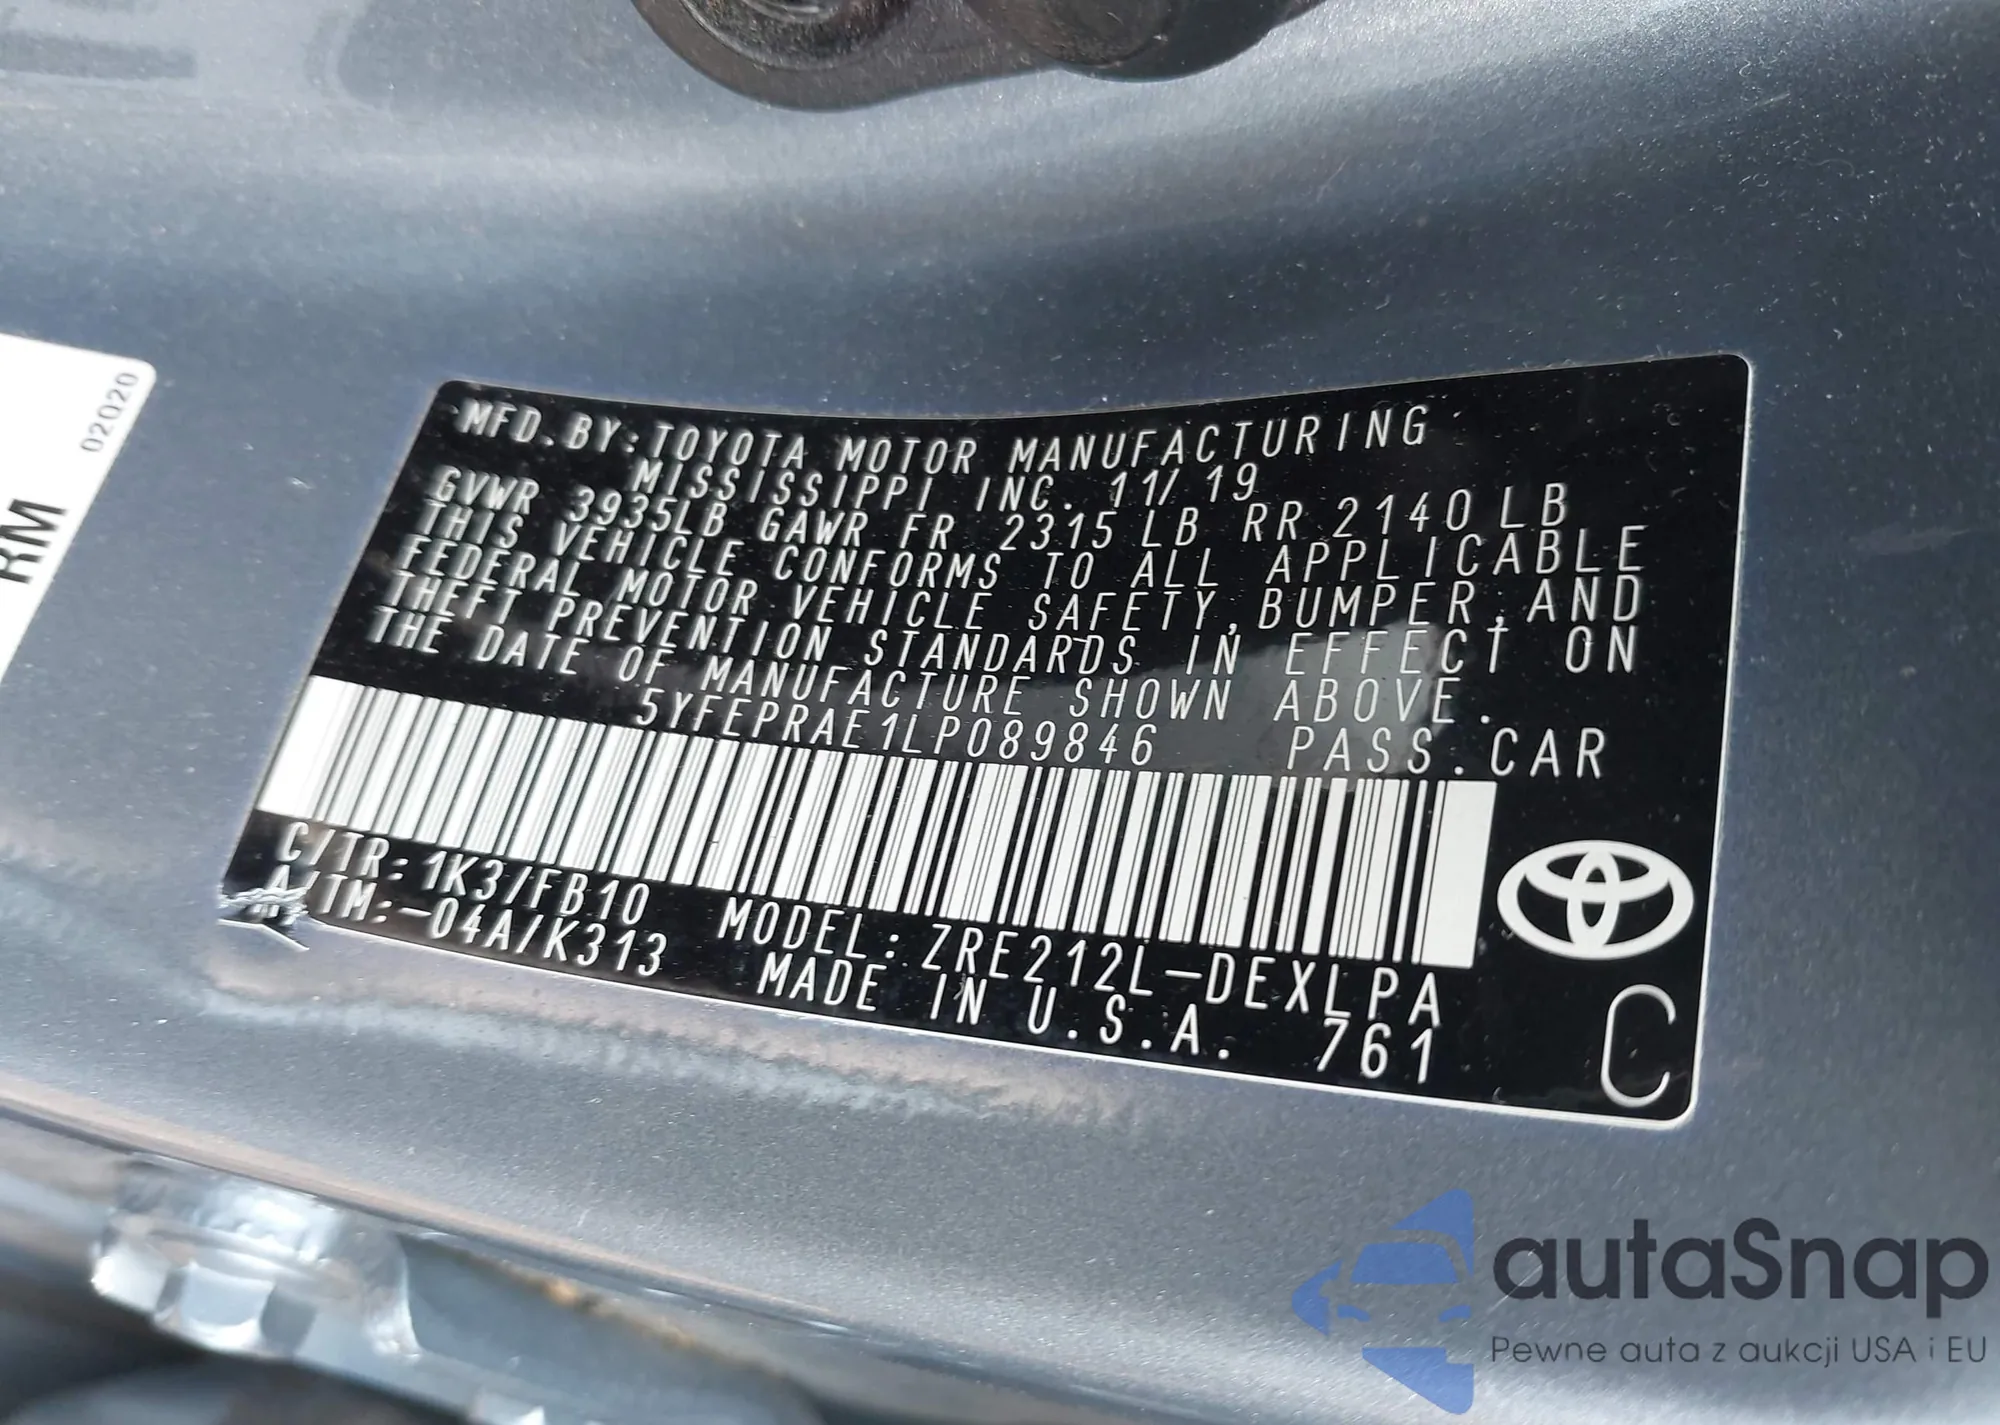 02020
RM
MFD. BY: TOYOTA MOTOR MANUFACTURING
MISSISSIPPI INC. 11/19
GVWR 3935LB GAWR FR 2315 LB RR 2140 LB
THIS VEHICLE CONFORMS TO ALL APPLICABLE
FEDERAL MOTOR VEHICLE SAFETY, BUMPER, AND
THEFT PREVENTION STANDARDS IN EFFECT ON
THE DATE OF MANUFACTURE SHOWN ABOVE.
5YFEPRAE1LP089846 PASS. CAR
C/TR: 1K3/FB10 MODEL: ZRE212L-DEXLPA
A/TM: -04A/K313 MADE IN U.S.A. 761
C
autaSnap
Pewne auta z aukcji USA i EU